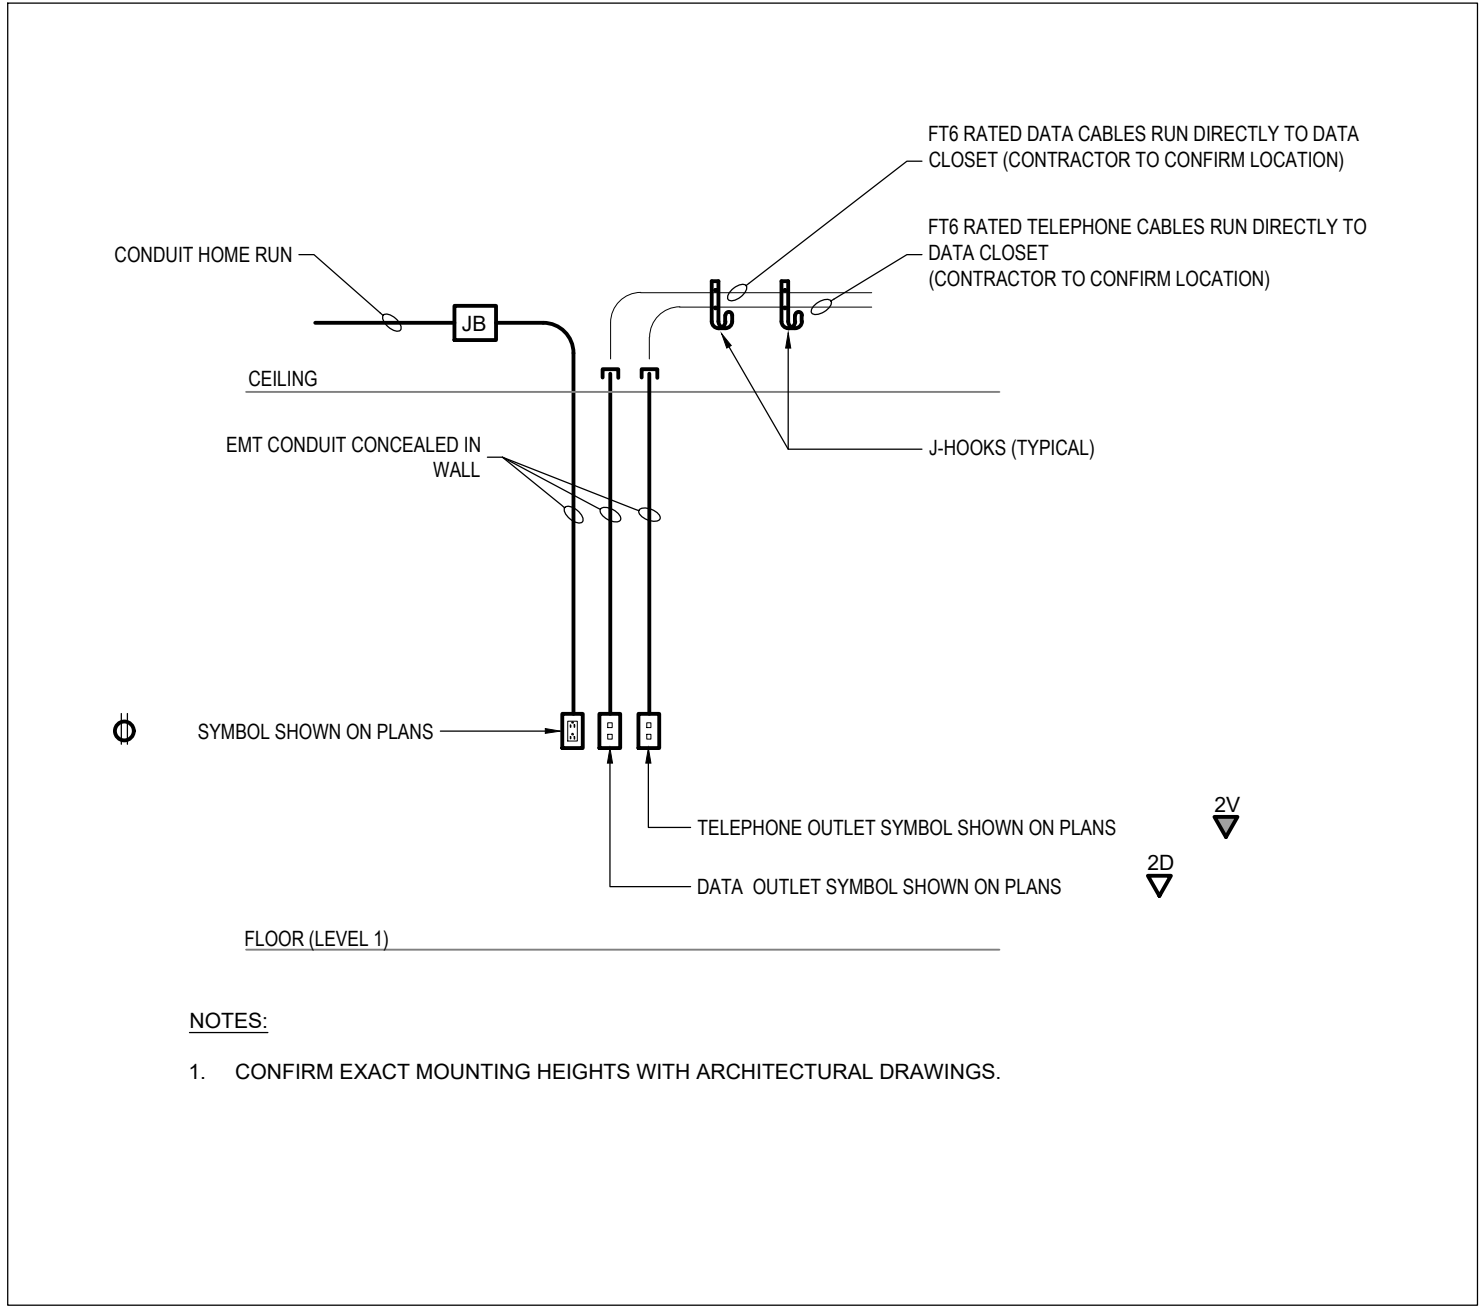 FT6 RATED DATA CABLES RUN DIRECTLY TO DATA
CLOSET (CONTRACTOR TO CONFIRM LOCATION)
FT6 RATED TELEPHONE CABLES RUN DIRECTLY TO
DATA CLOSET
(CONTRACTOR TO CONFIRM LOCATION)
CONDUIT HOME RUN
JB
CEILING
EMT CONDUIT CONCEALED IN
WALL
J-HOOKS (TYPICAL)
SYMBOL SHOWN ON PLANS
TELEPHONE OUTLET SYMBOL SHOWN ON PLANS
2V
DATA OUTLET SYMBOL SHOWN ON PLANS
2D
FLOOR (LEVEL 1)
NOTES:
1. CONFIRM EXACT MOUNTING HEIGHTS WITH ARCHITECTURAL DRAWINGS.